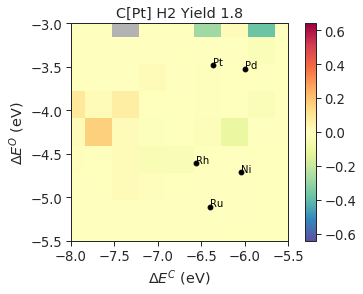 C[Pt] H2 Yield 1.8
−3.0
−3.5
−4.0
−4.5
−5.0
−5.5
ΔE^O (eV)
Pt
Pd
Rh
Ni
Ru
−8.0 −7.5 −7.0 −6.5 −6.0 −5.5
ΔE^C (eV)
0.6
0.4
0.2
0.0
−0.2
−0.4
−0.6